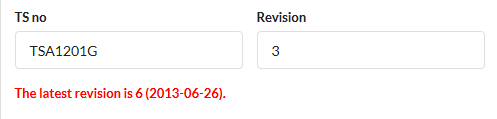 TS no Revision
TSA1201G 3
The latest revision is 6 (2013-06-26).